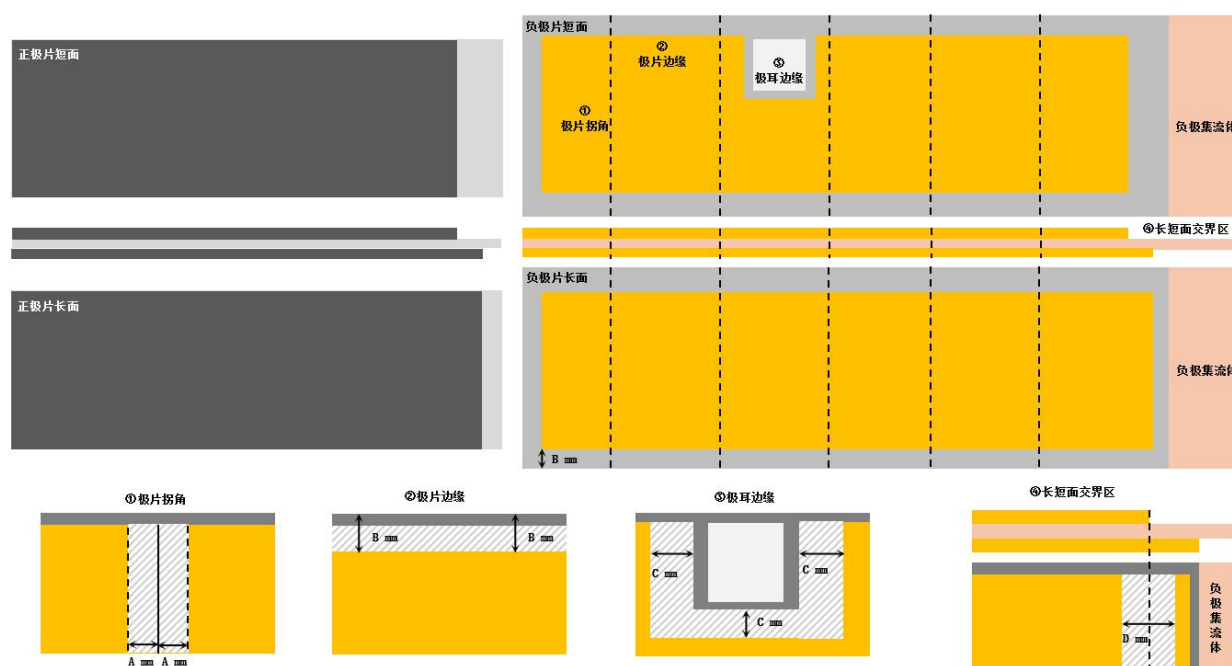 正极片短面
负极片短面
②
极片边缘
③
极耳边缘
①
极片拐角
负极集流体
④长短面交界区
正极片长面
负极片长面
负极集流体
B mm
①极片拐角
②极片边缘
③极耳边缘
④长短面交界区
A mm
A mm
B mm
B mm
C mm
C mm
C mm
D mm
负极集流体